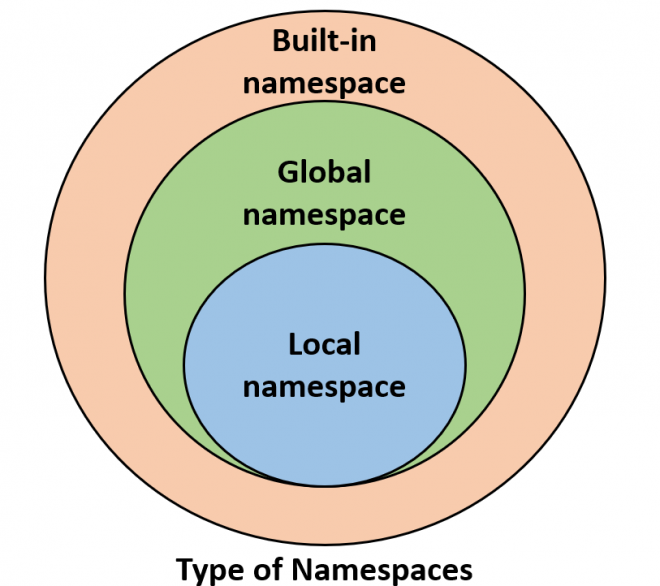 Built-in
namespace
Global
namespace
Local
namespace
Type of Namespaces